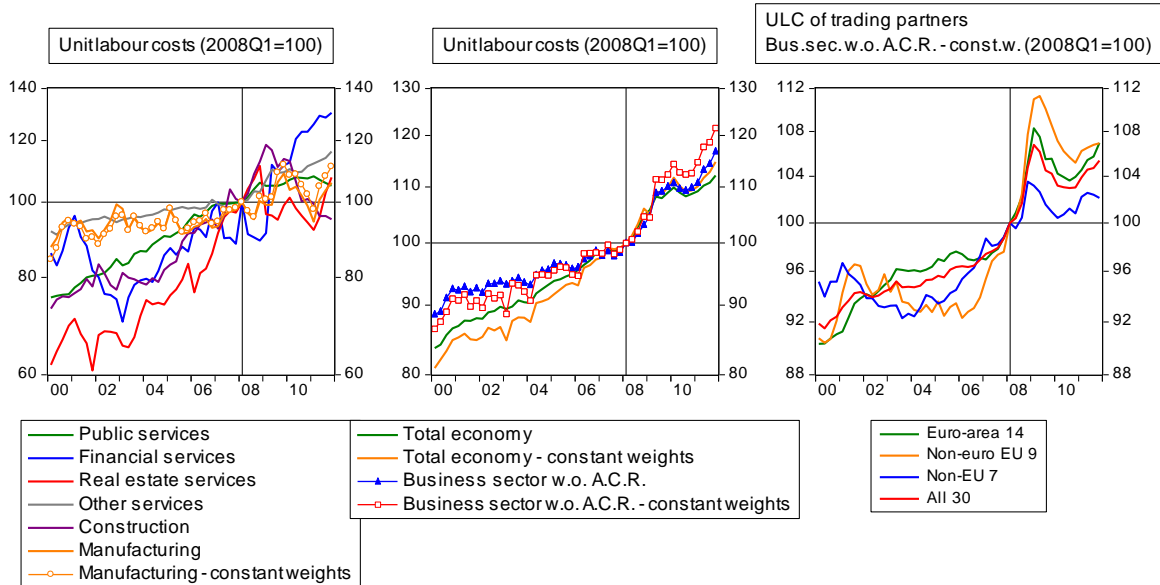 Unit labour costs (2008Q1=100)
140
120
100
80
60
140
120
100
80
60
00 02 04 06 08 10
Public services
Financial services
Real estate services
Other services
Construction
Manufacturing
Manufacturing - constant weights
Unit labour costs (2008Q1=100)
130
120
110
100
90
80
130
120
110
100
90
80
00 02 04 06 08 10
Total economy
Total economy - constant weights
Business sector w.o. A.C.R.
Business sector w.o. A.C.R. - constant weights
ULC of trading partners
Bus.sec. w.o. A.C.R. - const.w. (2008Q1=100)
112
108
104
100
96
92
88
112
108
104
100
96
92
88
00 02 04 06 08 10
Euro-area 14
Non-euro EU 9
Non-EU 7
All 30